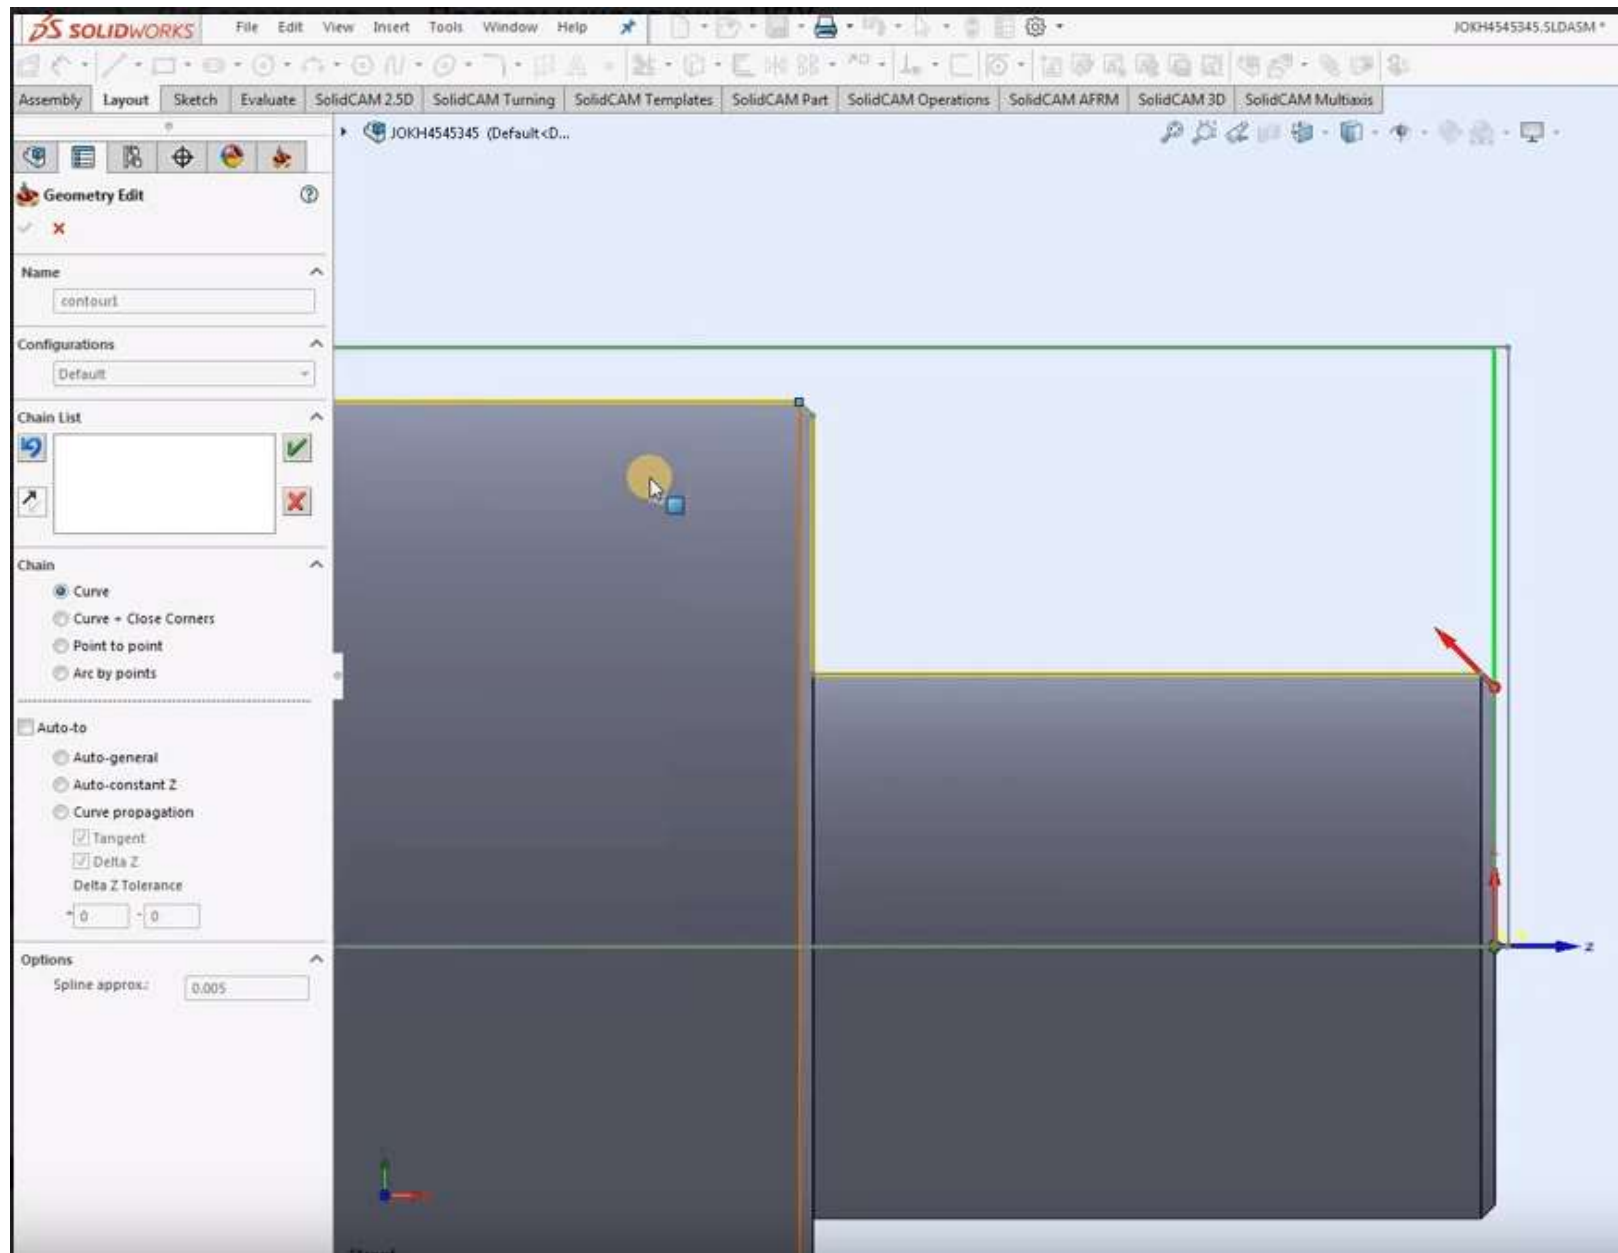 SOLIDWORKS File Edit View Insert Tools Window Help JOKH4545345.SLDASM *
Assembly Layout Sketch Evaluate SolidCAM 2.5D SolidCAM Turning SolidCAM Templates SolidCAM Part SolidCAM Operations SolidCAM AFRM SolidCAM 3D SolidCAM Multiaxis
JOKH4545345 (Default<D...
Geometry Edit
Name
contour1
Configurations
Default
Chain List
Chain
Curve
Curve + Close Corners
Point to point
Arc by points
Auto-to
Auto-general
Auto-constant Z
Curve propagation
Tangent
Delta Z
Delta Z Tolerance
+ 0 - 0
Options
Spline approx.: 0.005
z